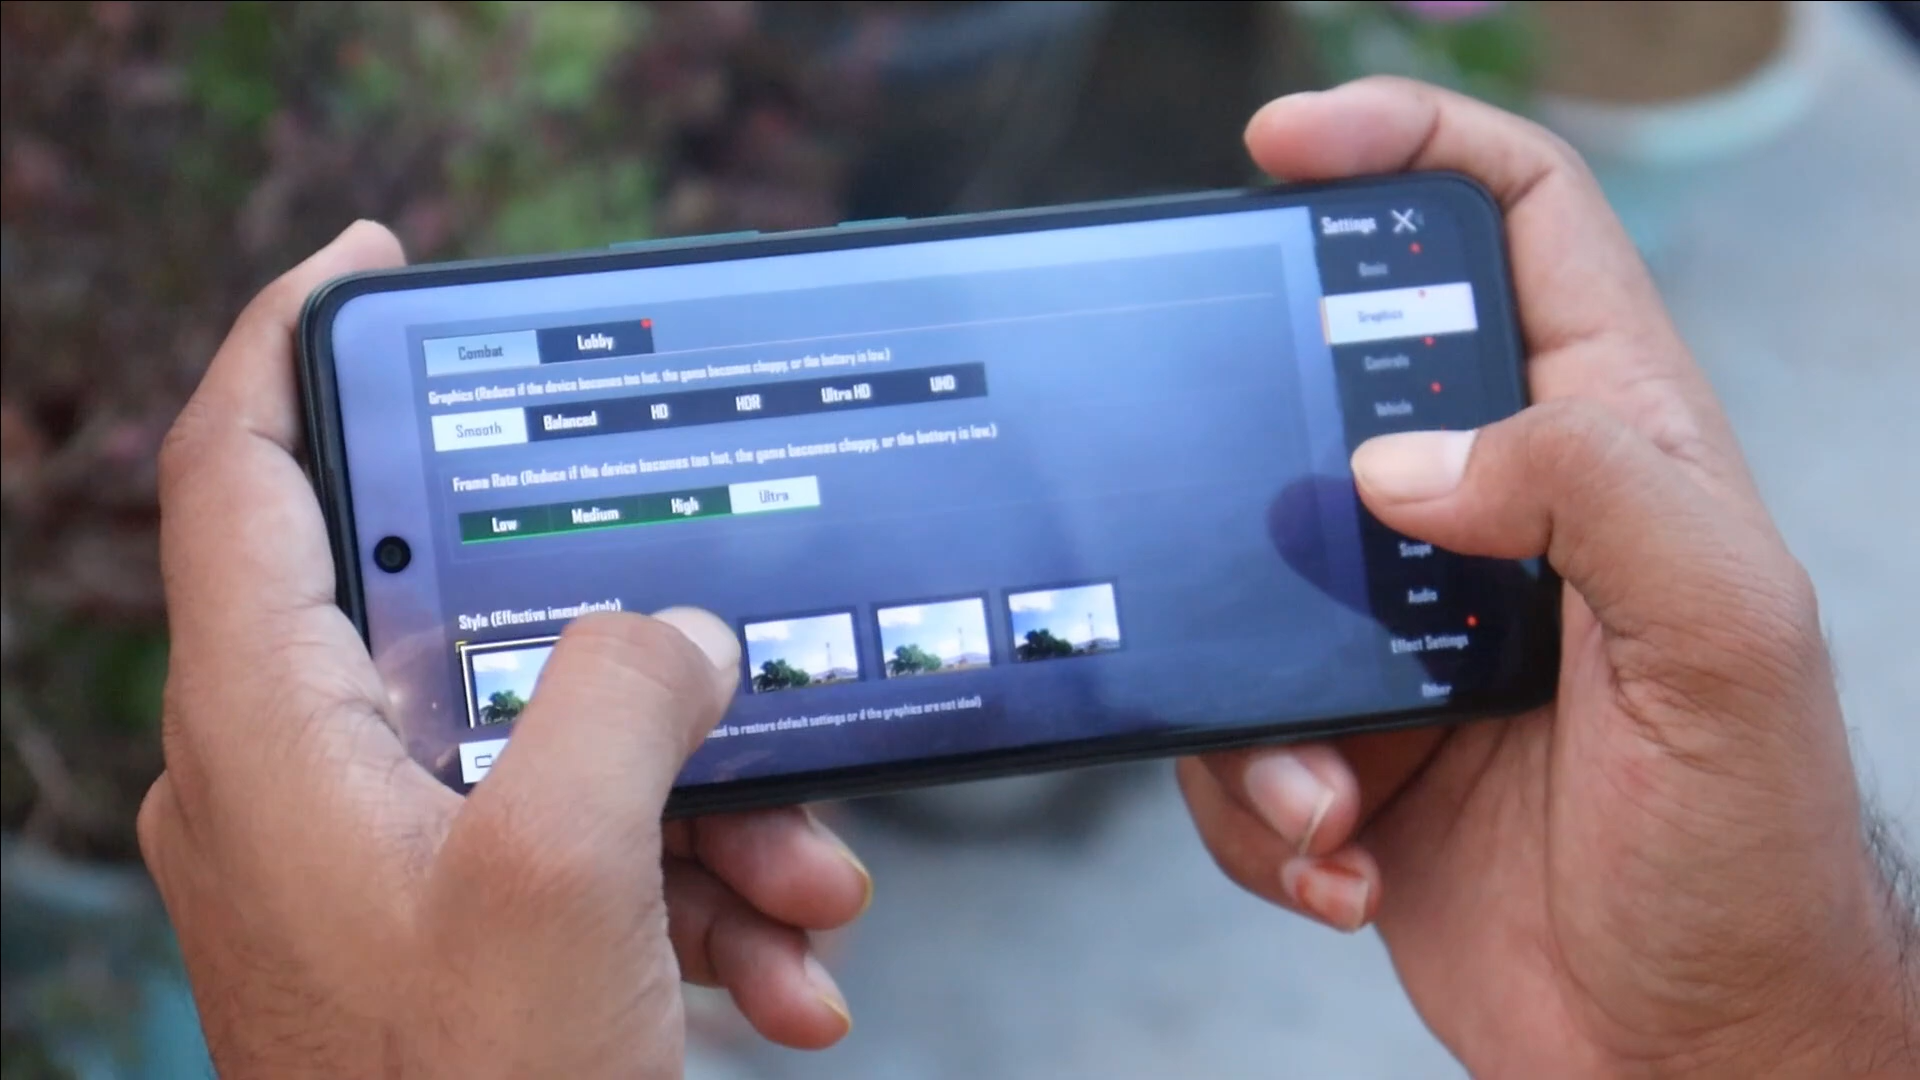 Settings
Basic
Combat Lobby
Graphics
Graphics (Reduce if the device becomes too hot, the game becomes choppy, or the battery is low.)
Controls
Smooth Balanced HD HDR Ultra HD UHD
Vehicle
Frame Rate (Reduce if the device becomes too hot, the game becomes choppy, or the battery is low.)
Low Medium High Ultra
Scope
Audio
Style (Effective immediately)
Effect Settings
Other
to restore default settings or if the graphics are not ideal)